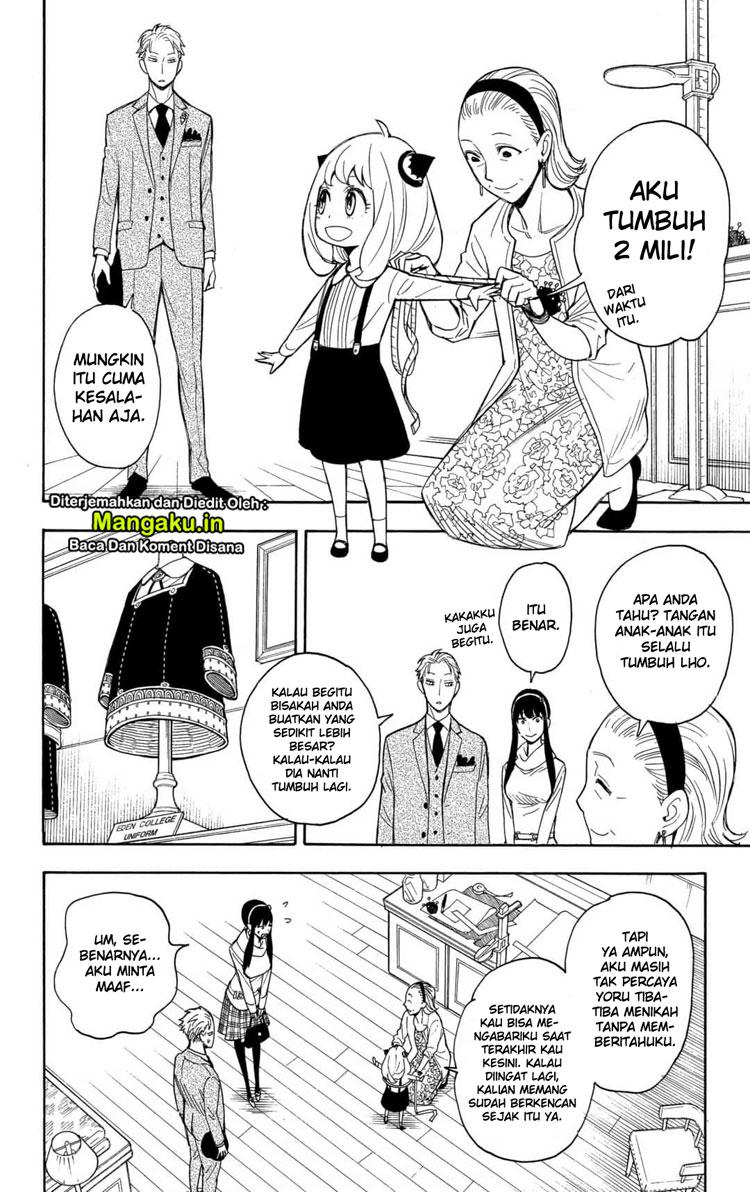 AKU
TUMBUH
2 MILI!
DARI
WAKTU
ITU.
MUNGKIN
ITU CUMA
KESALA-
HAN AJA.
Diterjemahkan dan Diedit Oleh :
Mangaku.in
Baca Dan Koment Disana
APA ANDA
TAHU? TANGAN
ANAK-ANAK ITU
SELALU
TUMBUH LHO.
ITU
BENAR.
KAKAKKU
JUGA
BEGITU.
KALAU BEGITU
BISAKAH ANDA
BUATKAN YANG
SEDIKIT LEBIH
BESAR?
KALAU-KALAU
DIA NANTI
TUMBUH LAGI.
EDEN COLLEGE
UNIFORM
TAPI
YA AMPUN,
AKU MASIH
TAK PERCAYA
YORU TIBA-
TIBA MENIKAH
TANPA MEM-
BERITAHUKU.
SETIDAKNYA
KAU BISA ME-
NGABARIKU SAAT
TERAKHIR KAU
KESINI. KALAU
DIINGAT LAGI,
KALIAN MEMANG
SUDAH BERKENCAN
SEJAK ITU YA.
UM, SE-
BENARNYA...
AKU MINTA
MAAF...